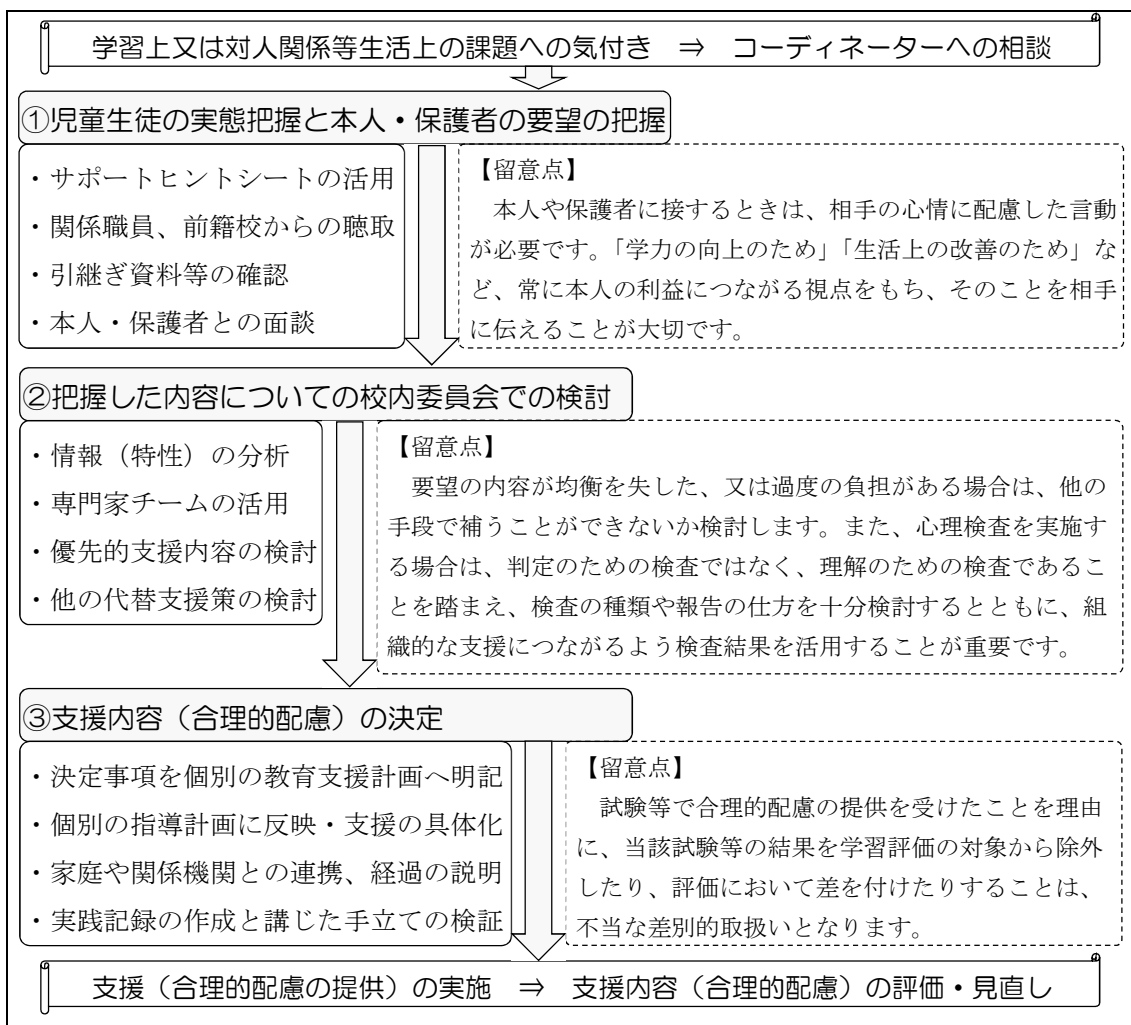 学習上又は対人関係等生活上の課題への気付き ⇒ コーディネーターへの相談
①児童生徒の実態把握と本人・保護者の要望の把握
・サポートヒントシートの活用
・関係職員、前籍校からの聴取
・引継ぎ資料等の確認
・本人・保護者との面談
【留意点】
本人や保護者に接するときは、相手の心情に配慮した言動
が必要です。「学力の向上のため」「生活上の改善のため」な
ど、常に本人の利益につながる視点をもち、そのことを相手
に伝えることが大切です。
②把握した内容についての校内委員会での検討
・情報（特性）の分析
・専門家チームの活用
・優先的支援内容の検討
・他の代替支援策の検討
【留意点】
要望の内容が均衡を失した、又は過度の負担がある場合は、他の
手段で補うことができないか検討します。また、心理検査を実施す
る場合は、判定のための検査ではなく、理解のための検査であるこ
とを踏まえ、検査の種類や報告の仕方を十分検討するとともに、組
織的な支援につながるよう検査結果を活用することが重要です。
③支援内容（合理的配慮）の決定
・決定事項を個別の教育支援計画へ明記
・個別の指導計画に反映・支援の具体化
・家庭や関係機関との連携、経過の説明
・実践記録の作成と講じた手立ての検証
【留意点】
試験等で合理的配慮の提供を受けたことを理由
に、当該試験等の結果を学習評価の対象から除外
したり、評価において差を付けたりすることは、
不当な差別的取扱いとなります。
支援（合理的配慮の提供）の実施 ⇒ 支援内容（合理的配慮）の評価・見直し